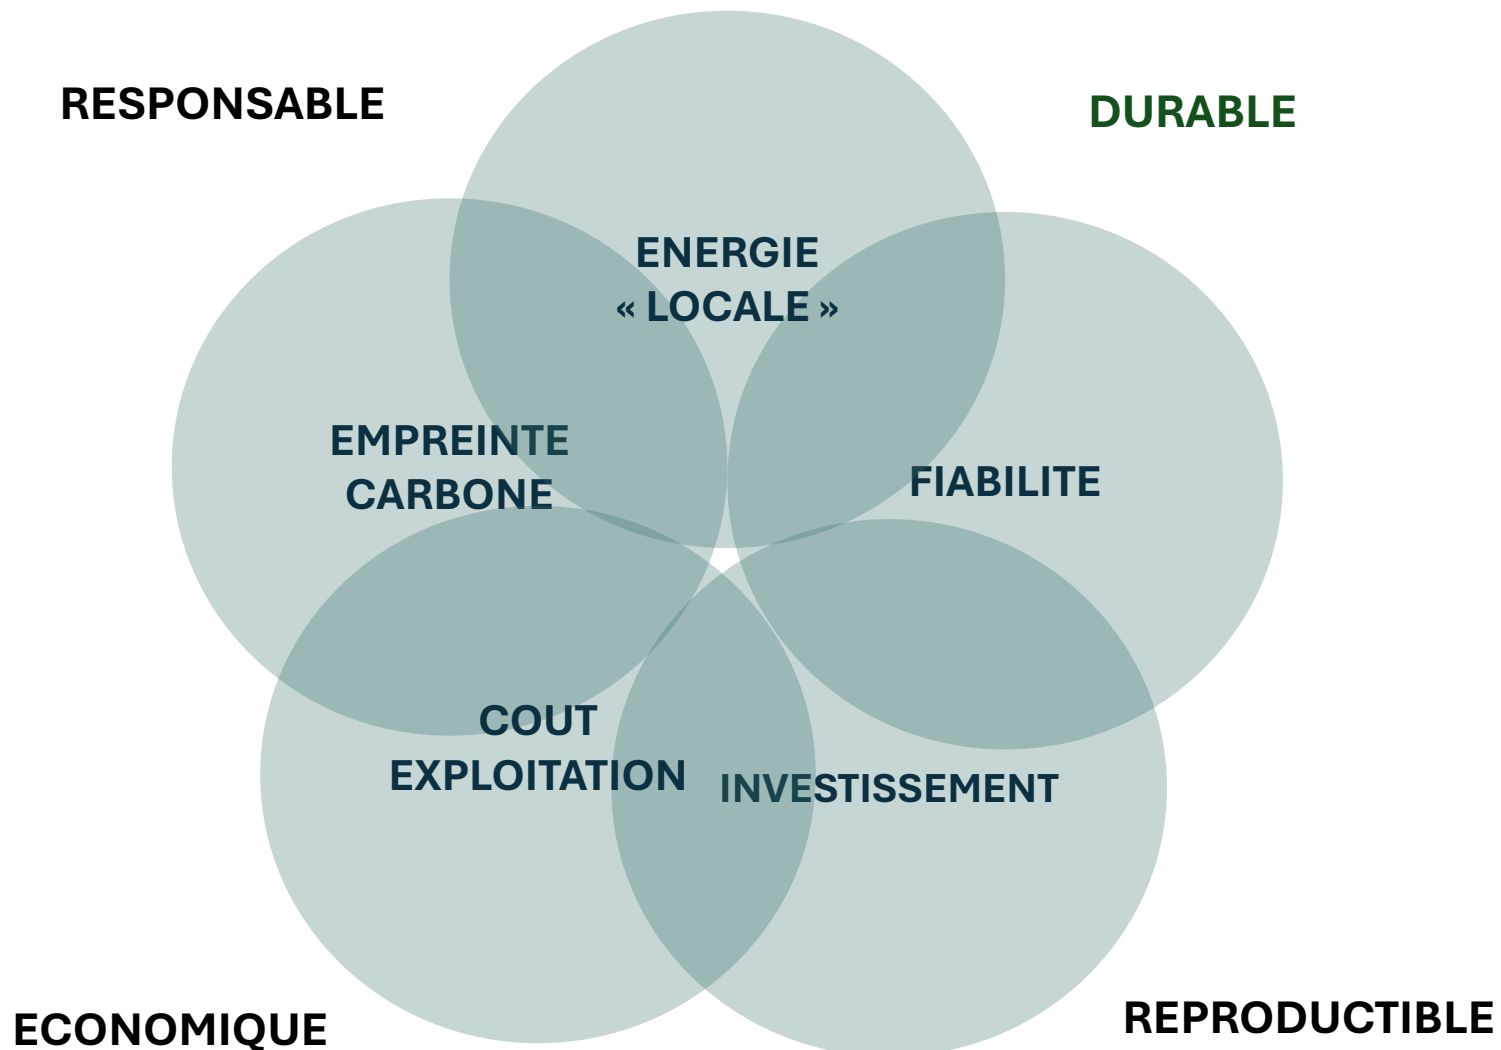 RESPONSABLE
DURABLE
ENERGIE
« LOCALE »
EMPREINTE
CARBONE
FIABILITE
COUT
EXPLOITATION
INVESTISSEMENT
ECONOMIQUE
REPRODUCTIBLE